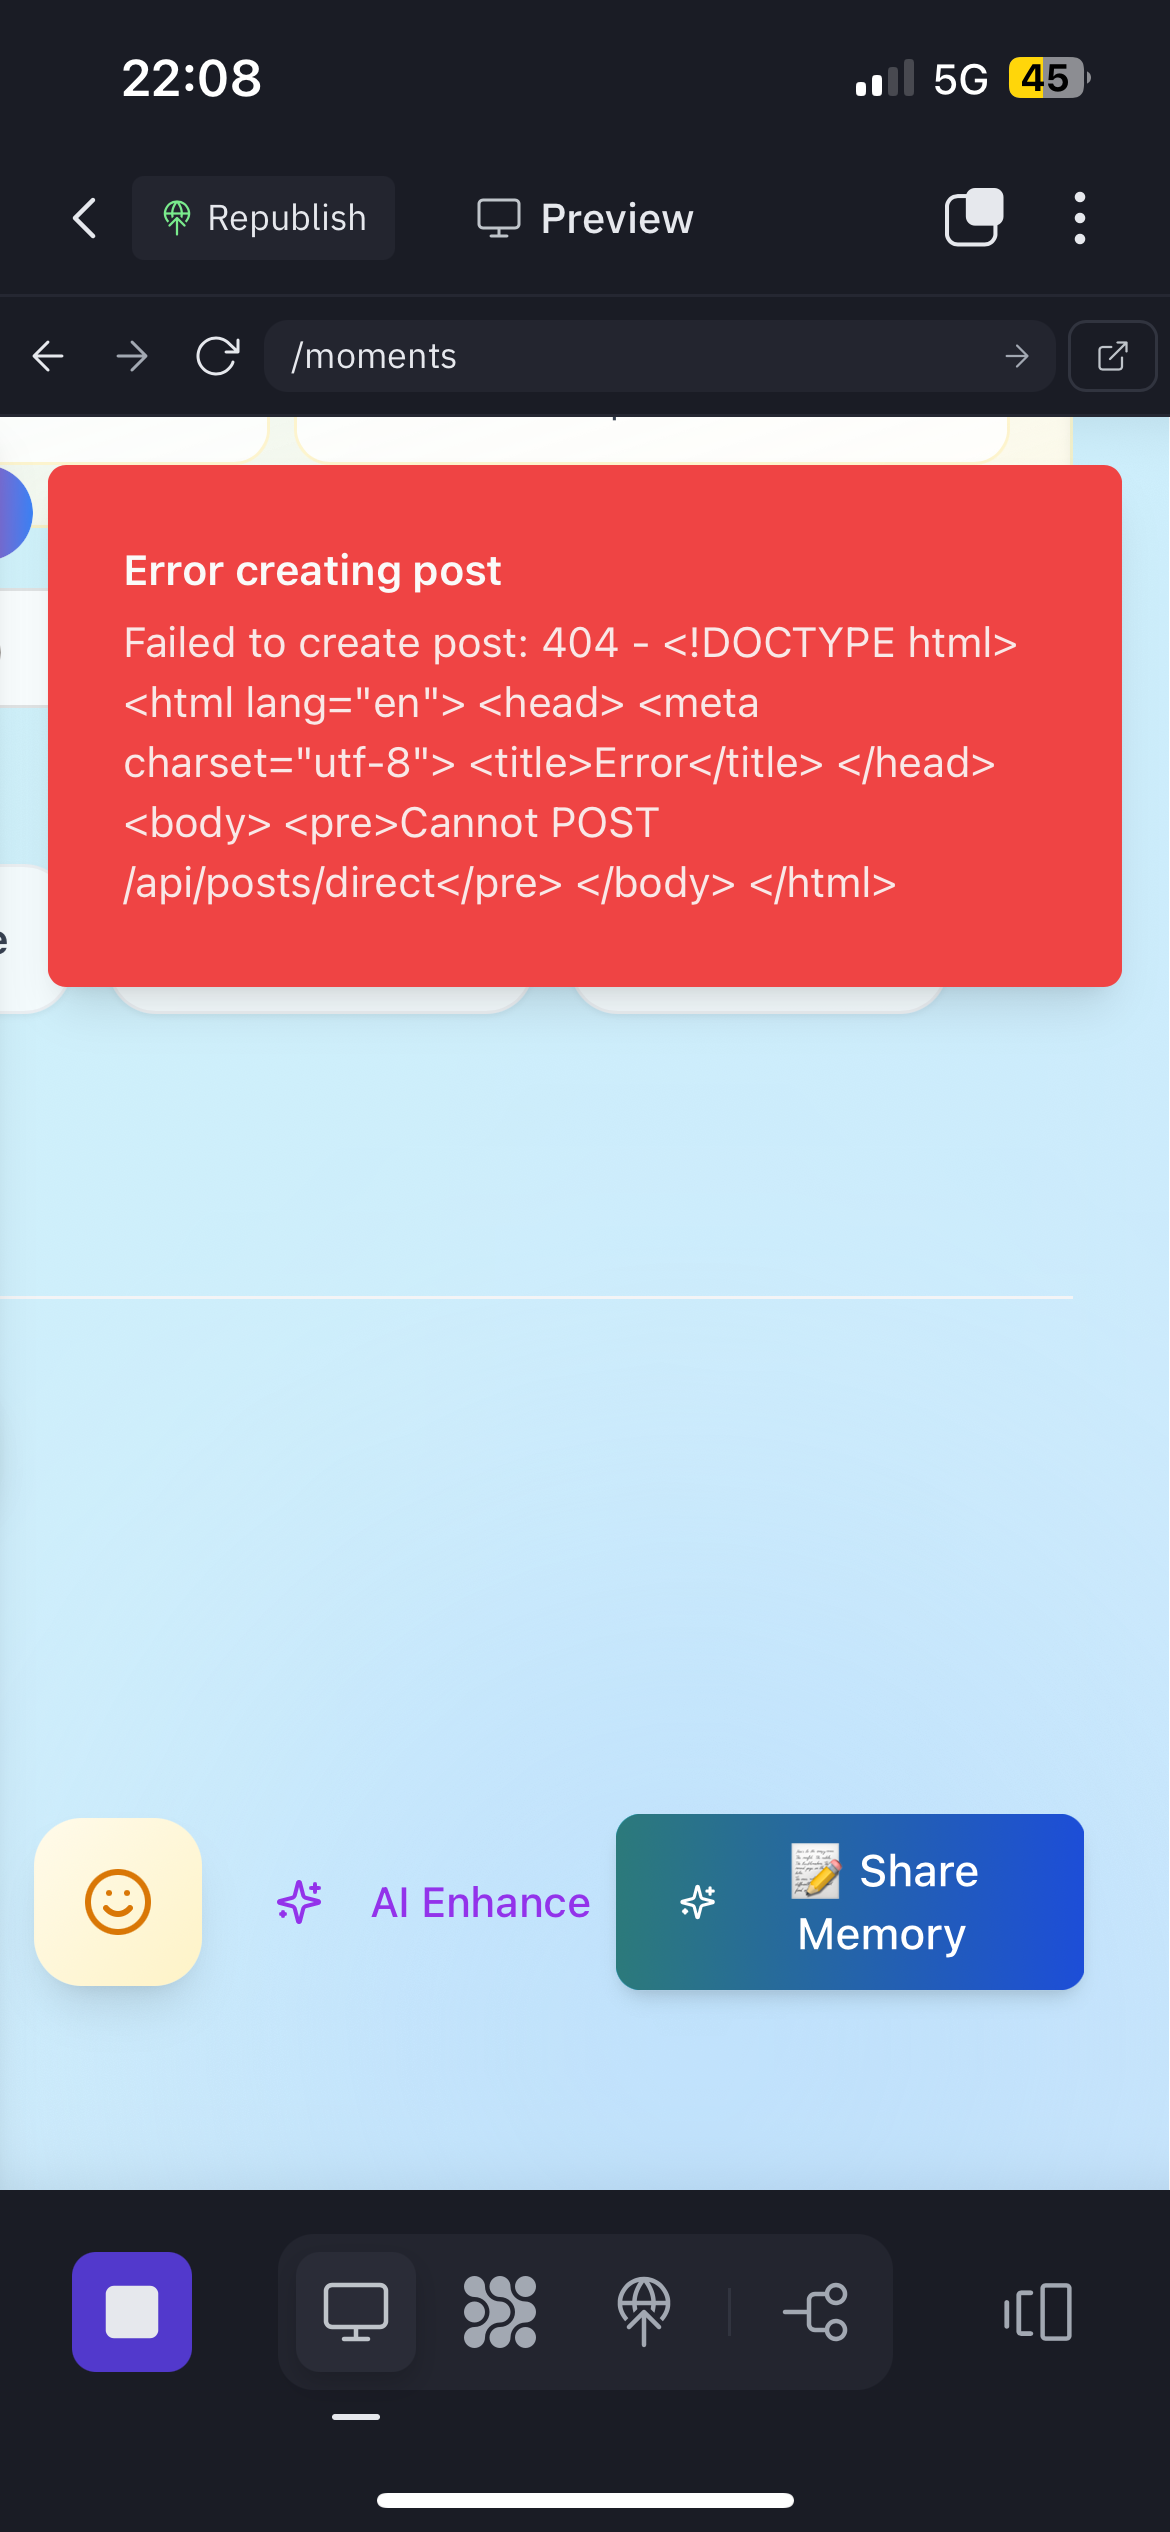 22:08
5G 45
Republish
Preview
/moments
Error creating post
Failed to create post: 404 - <!DOCTYPE html>
<html lang="en"> <head> <meta
charset="utf-8"> <title>Error</title> </head>
<body> <pre>Cannot POST
/api/posts/direct</pre> </body> </html>
e
AI Enhance
📝 Share
Memory